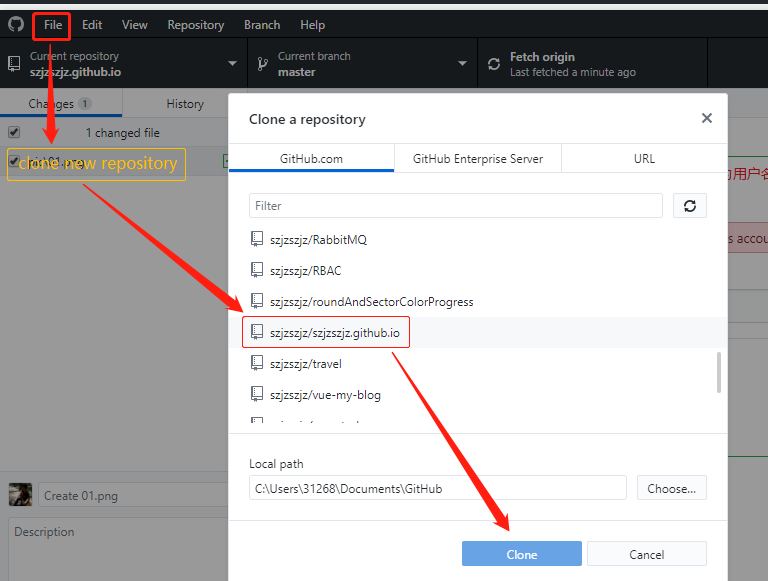 File Edit View Repository Branch Help
Current repository
szjzszjz.github.io
Current branch
master
Fetch origin
Last fetched a minute ago
Changes 1
History
1 changed file
clone new repository
Clone a repository
GitHub.com
GitHub Enterprise Server
URL
Filter
szjzszjz/RabbitMQ
szjzszjz/RBAC
szjzszjz/roundAndSectorColorProgress
szjzszjz/szjzszjz.github.io
szjzszjz/travel
szjzszjz/vue-my-blog
Local path
C:\Users\31268\Documents\GitHub
Choose...
Clone
Cancel
用户名
s accou
Create 01.png
Description